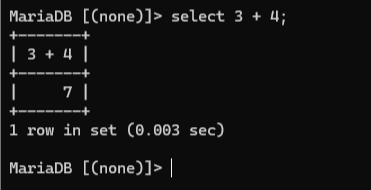 MariaDB [(none)]> select 3 + 4;
+-------+
| 3 + 4 |
+-------+
|     7 |
+-------+
1 row in set (0.003 sec)

MariaDB [(none)]>